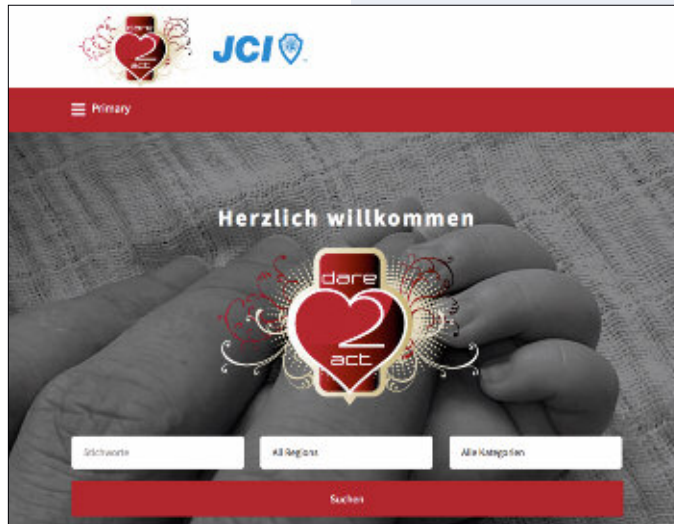 dare
2
act
JCI
Primary
Herzlich willkommen
dare
2
act
Stichworte
All Regions
Alle Kategorien
Suchen